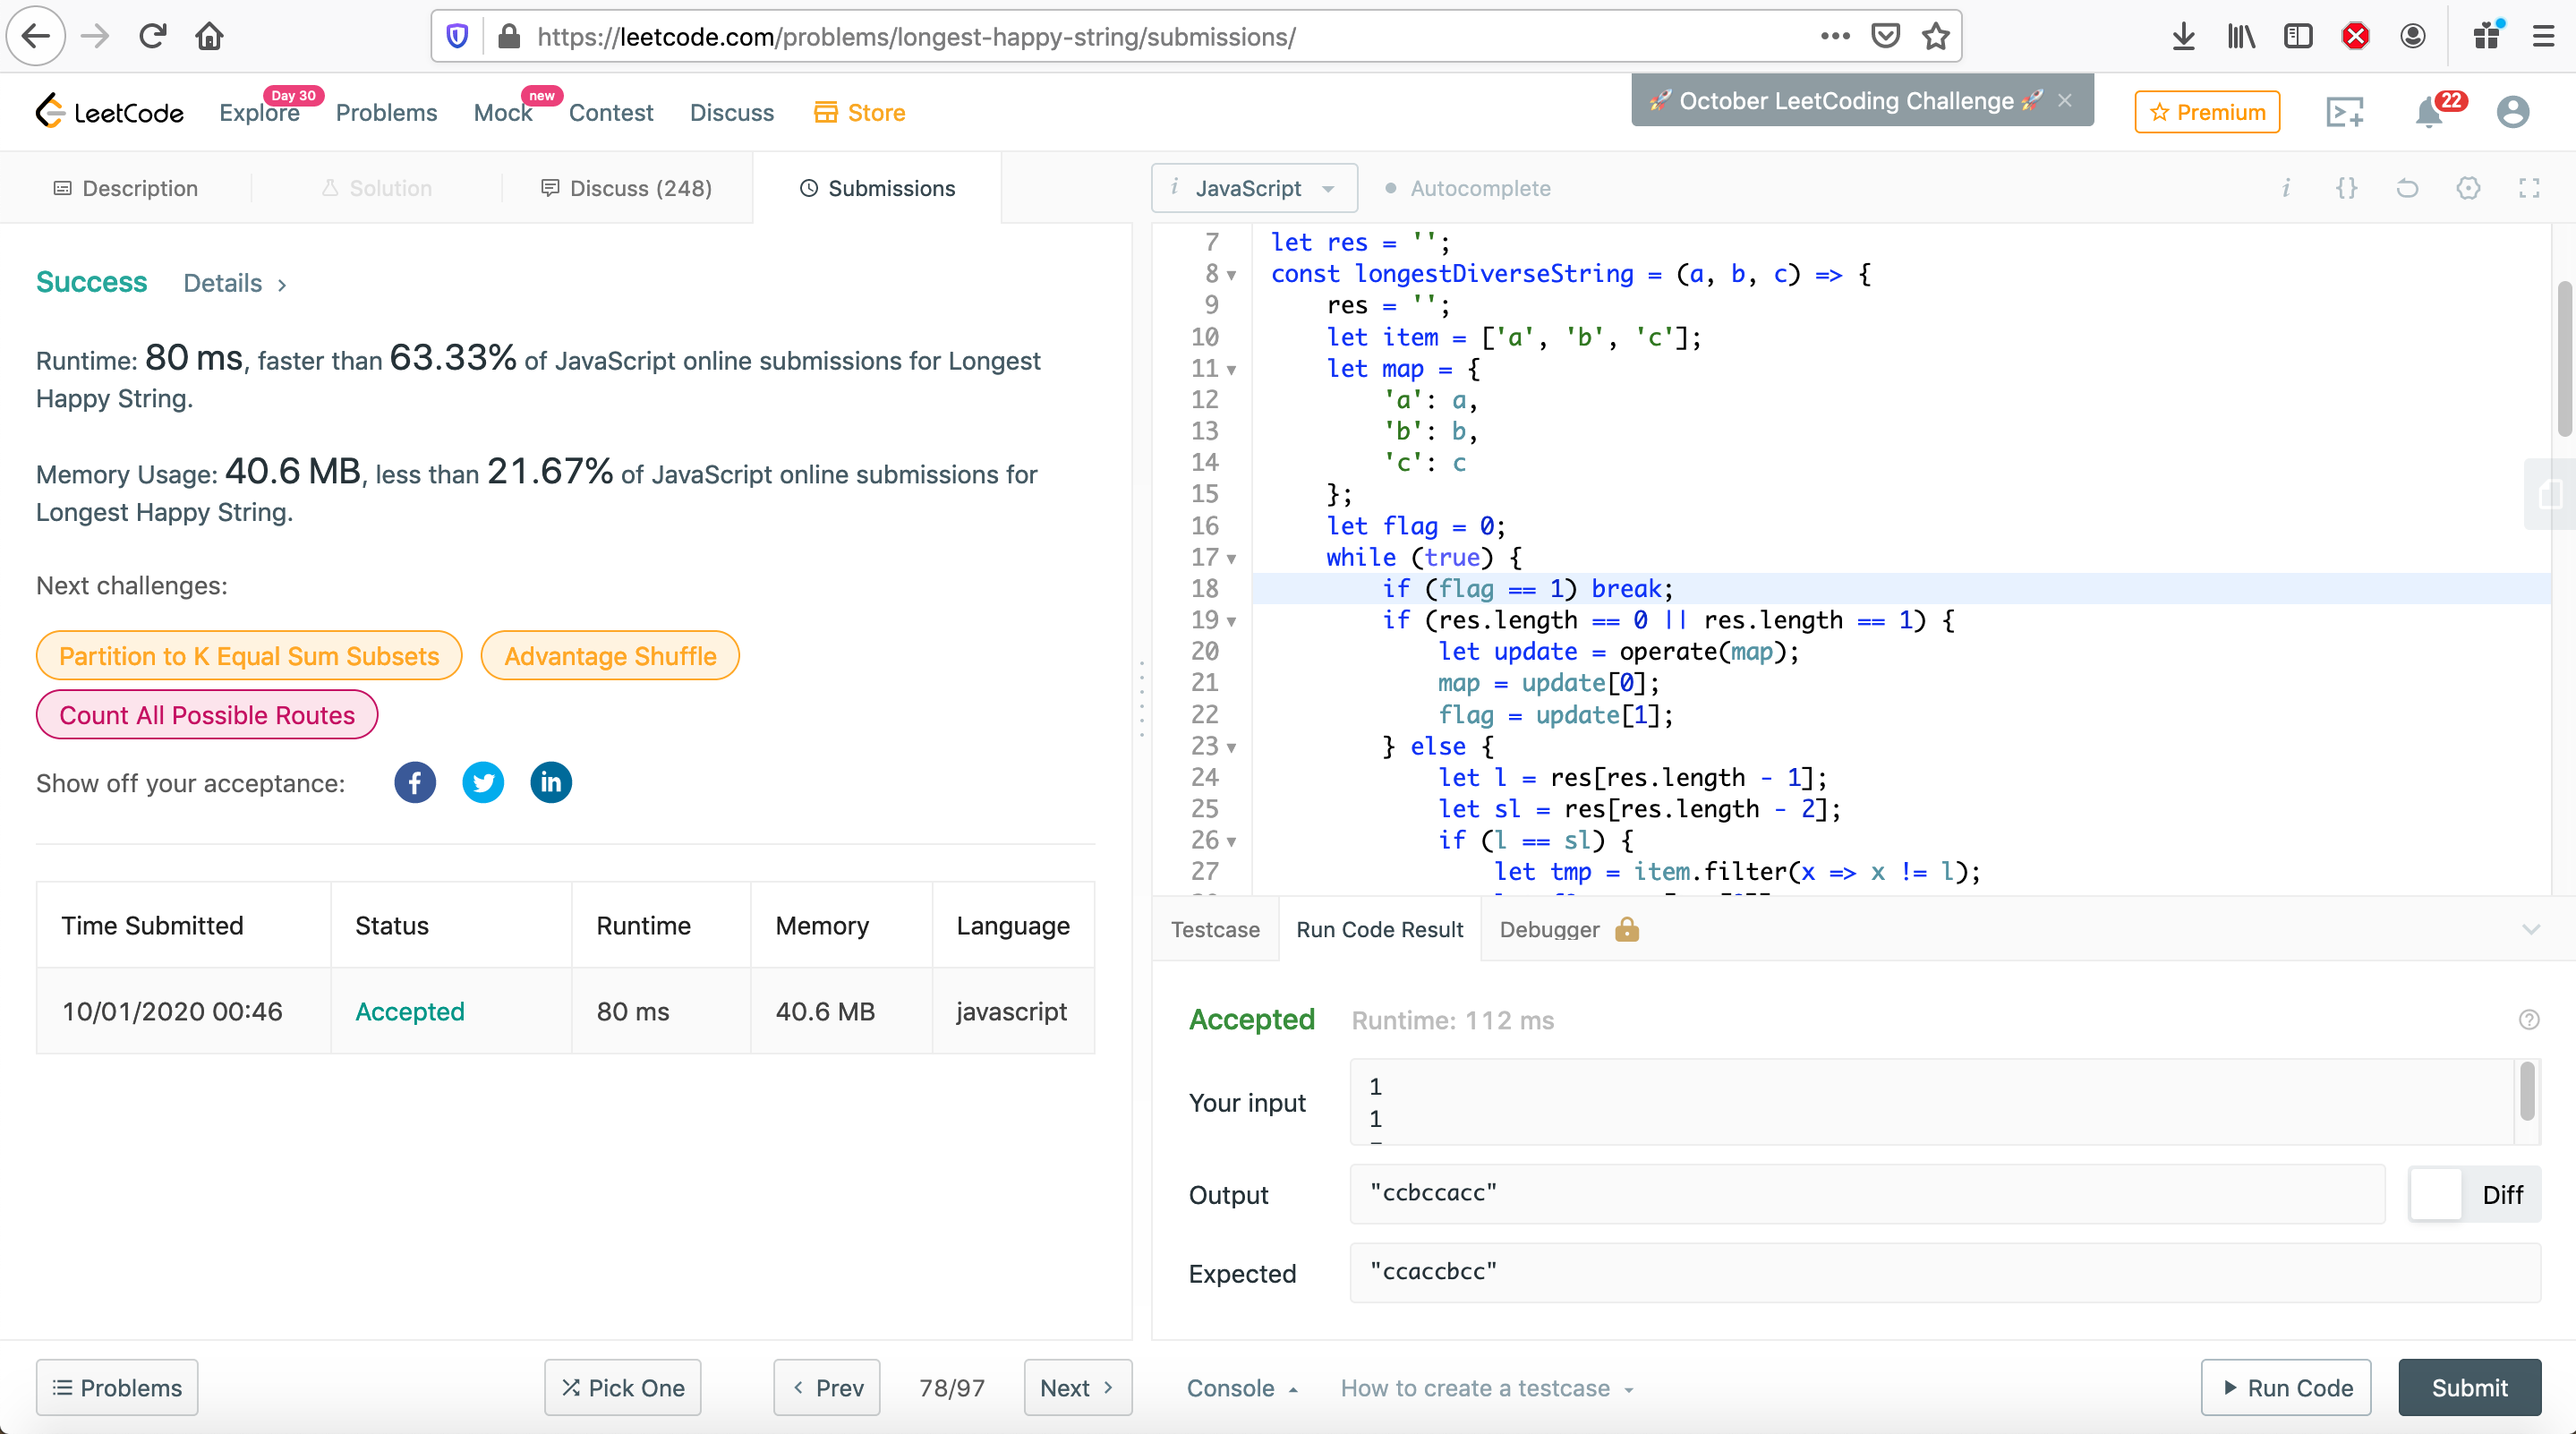 https://leetcode.com/problems/longest-happy-string/submissions/
LeetCode
Explore
Day 30
Problems
Mock
new
Contest
Discuss
Store
🚀 October LeetCoding Challenge 🚀 ×
Premium
22
Description
Solution
Discuss (248)
Submissions
Success Details >
Runtime: 80 ms, faster than 63.33% of JavaScript online submissions for Longest
Happy String.
Memory Usage: 40.6 MB, less than 21.67% of JavaScript online submissions for
Longest Happy String.
Next challenges:
Partition to K Equal Sum Subsets
Advantage Shuffle
Count All Possible Routes
Show off your acceptance:
Time Submitted Status Runtime Memory Language
10/01/2020 00:46 Accepted 80 ms 40.6 MB javascript
Problems
Pick One
< Prev
78/97
Next >
i JavaScript
Autocomplete
7 let res = '';
8 const longestDiverseString = (a, b, c) => {
9 res = '';
10 let item = ['a', 'b', 'c'];
11 let map = {
12 'a': a,
13 'b': b,
14 'c': c
15 };
16 let flag = 0;
17 while (true) {
18 if (flag == 1) break;
19 if (res.length == 0 || res.length == 1) {
20 let update = operate(map);
21 map = update[0];
22 flag = update[1];
23 } else {
24 let l = res[res.length - 1];
25 let sl = res[res.length - 2];
26 if (l == sl) {
27 let tmp = item.filter(x => x != l);
Testcase
Run Code Result
Debugger
Accepted Runtime: 112 ms
Your input
1
1
Output
"ccbccacc"
Diff
Expected
"ccaccbcc"
Console
How to create a testcase
Run Code
Submit